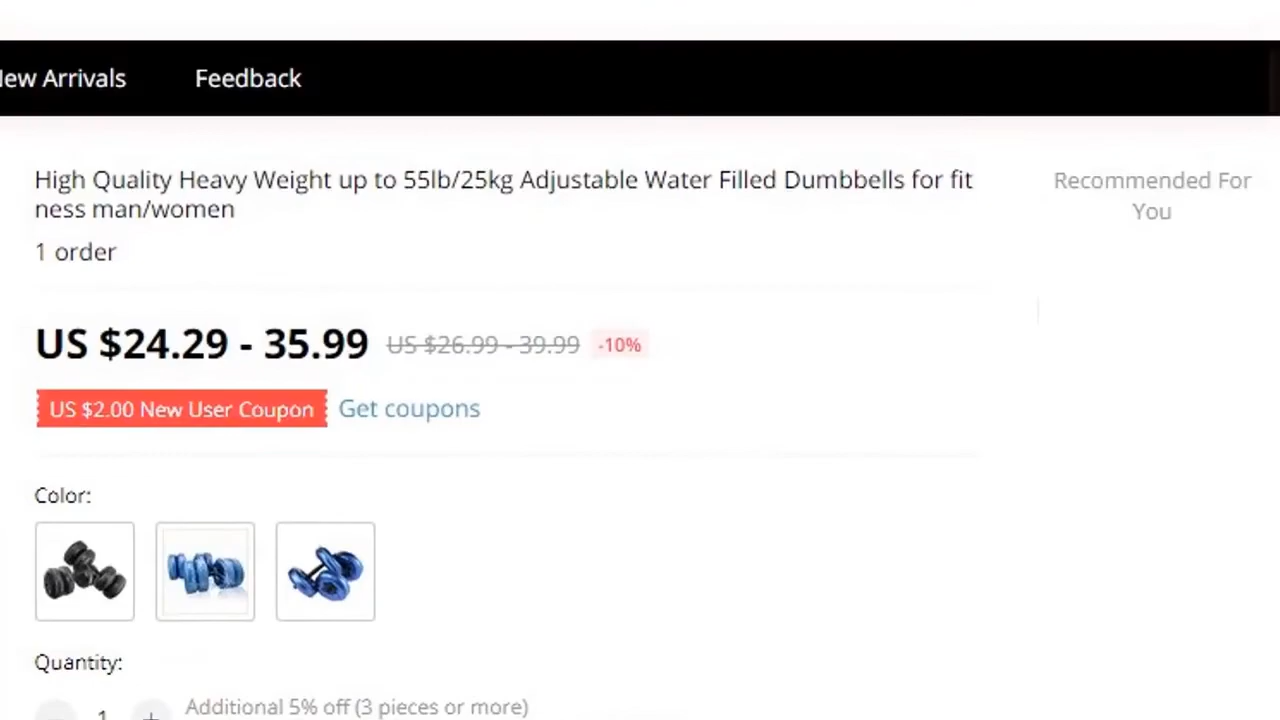 New Arrivals
Feedback
High Quality Heavy Weight up to 55lb/25kg Adjustable Water Filled Dumbbells for fit
ness man/women
1 order
Recommended For
You
US $24.29 - 35.99
US $26.99 - 39.99
-10%
US $2.00 New User Coupon
Get coupons
Color:
Quantity:
1
Additional 5% off (3 pieces or more)